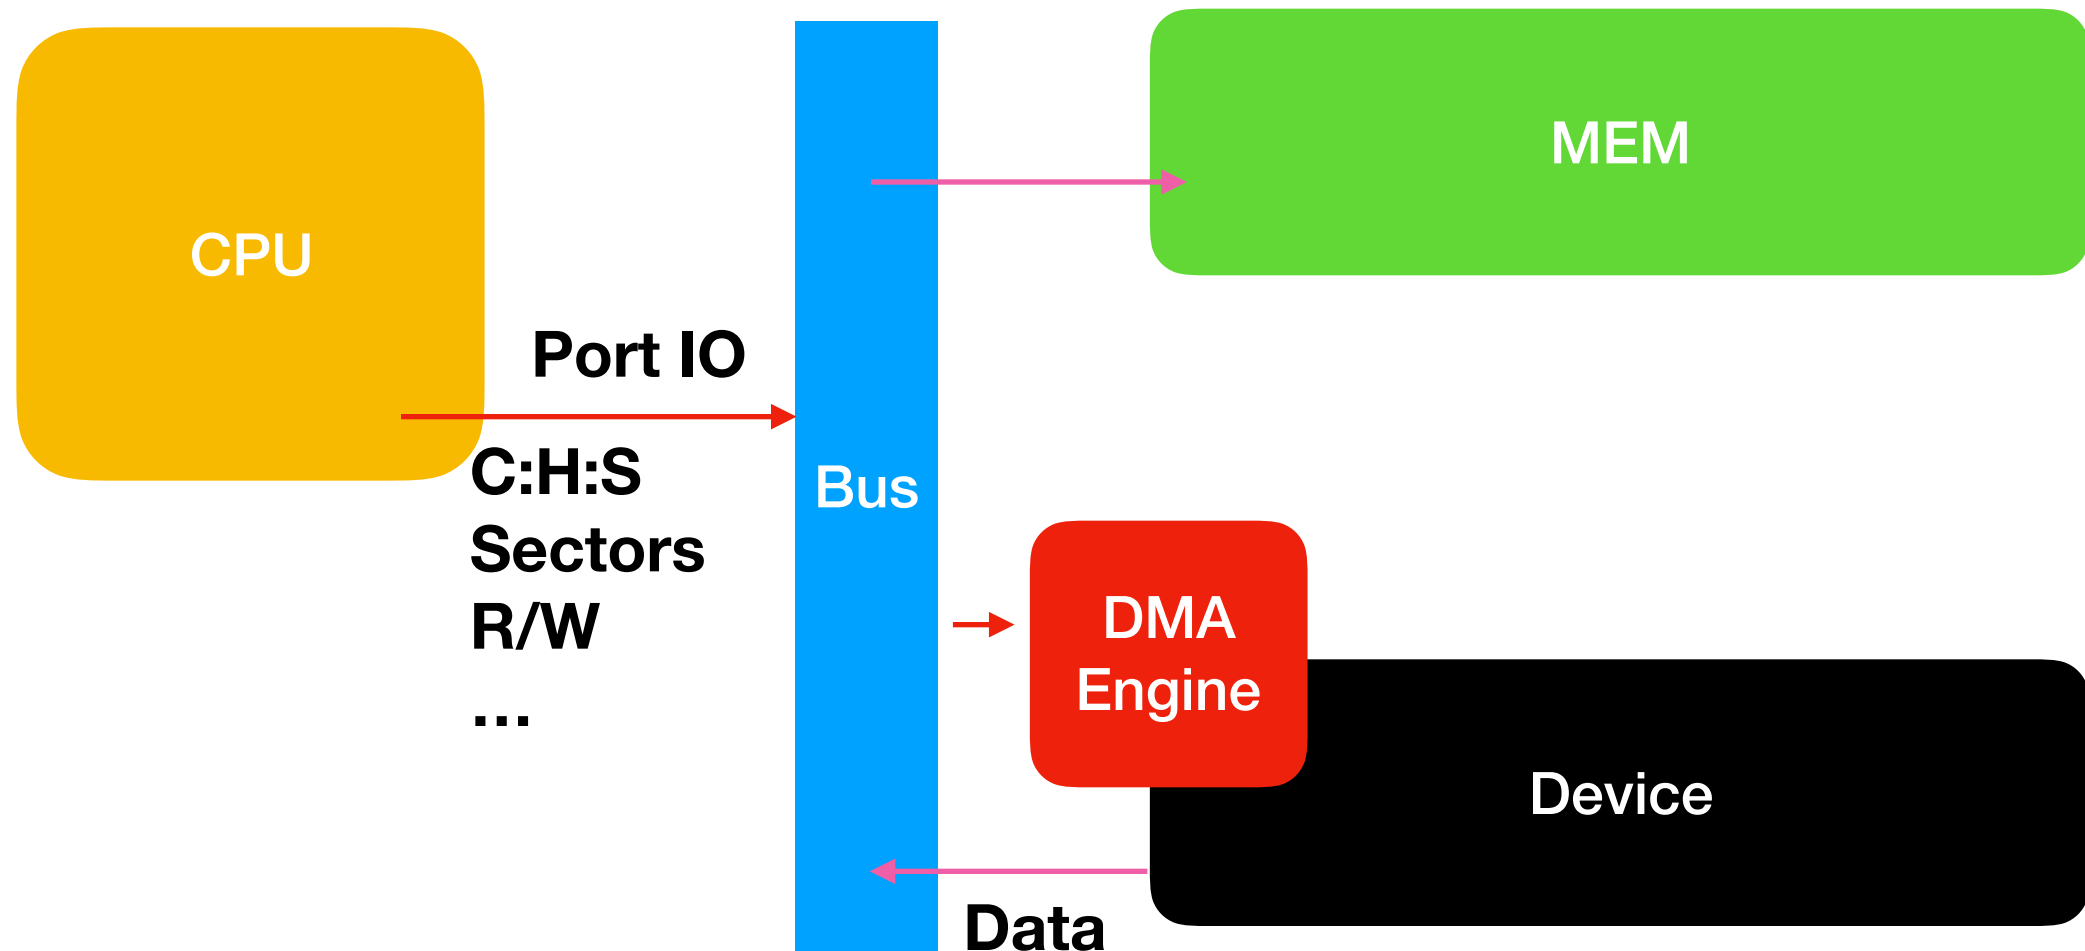 MEM
CPU
Port IO
C:H:S
Sectors
R/W
...
Bus
DMA
Engine
Device
Data